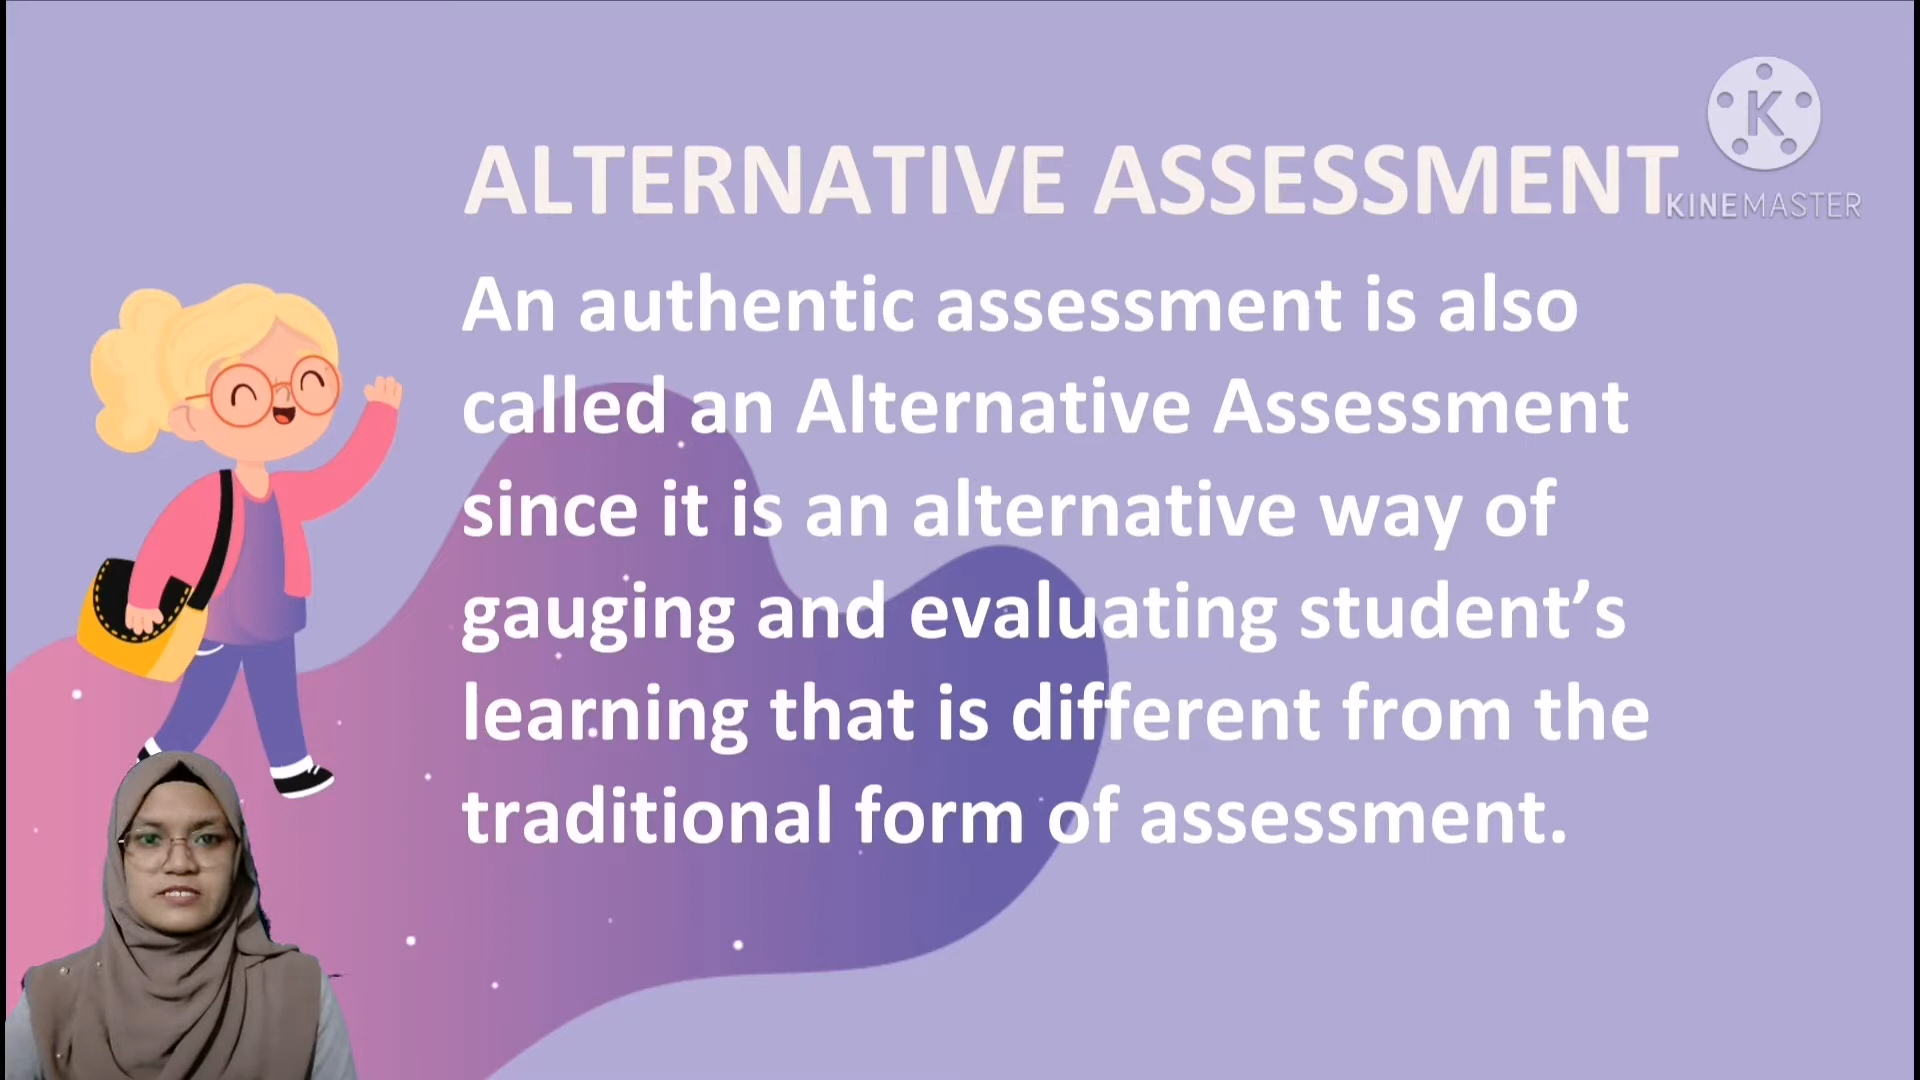 K
KINEMASTER
ALTERNATIVE ASSESSMENT
An authentic assessment is also
called an Alternative Assessment
since it is an alternative way of
gauging and evaluating student’s
learning that is different from the
traditional form of assessment.